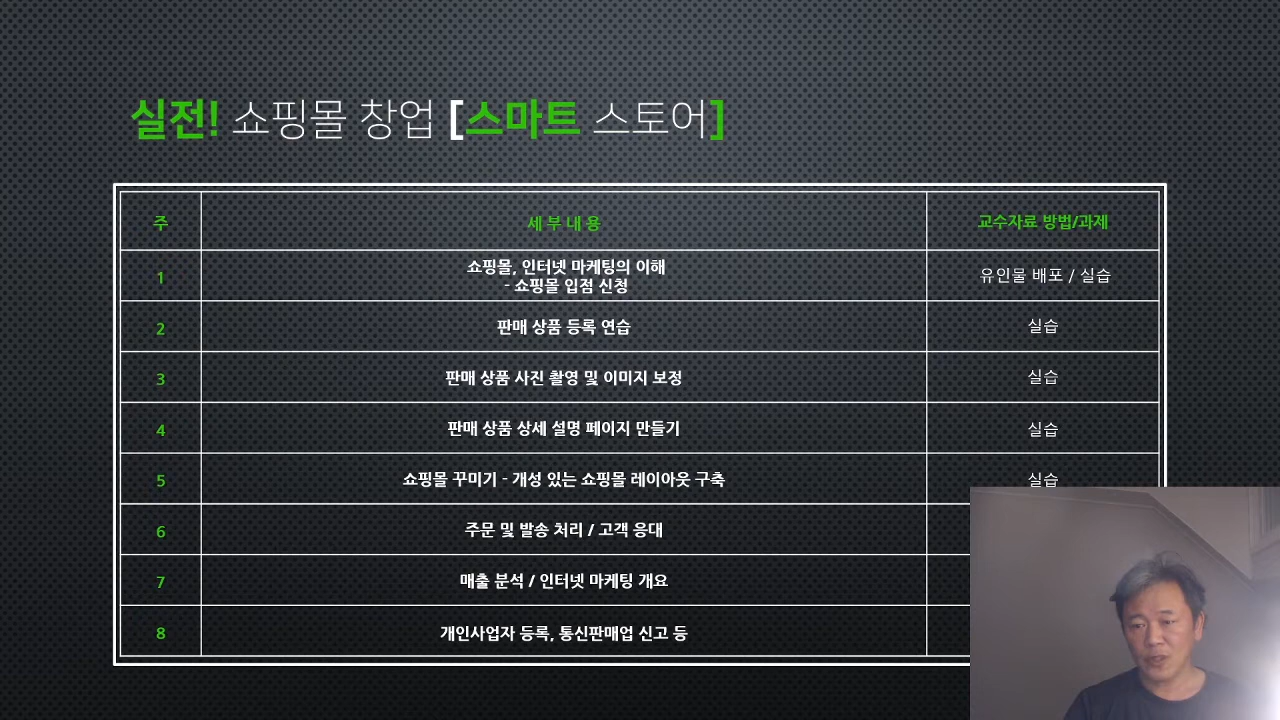 실전! 쇼핑몰 창업 [스마트 스토어]
주 세 부 내 용 교수자료 방법/과제
1 쇼핑몰, 인터넷 마케팅의 이해
- 쇼핑몰 입점 신청 유인물 배포 / 실습
2 판매 상품 등록 연습 실습
3 판매 상품 사진 촬영 및 이미지 보정 실습
4 판매 상품 상세 설명 페이지 만들기 실습
5 쇼핑몰 꾸미기 - 개성 있는 쇼핑몰 레이아웃 구축 실습
6 주문 및 발송 처리 / 고객 응대
7 매출 분석 / 인터넷 마케팅 개요
8 개인사업자 등록, 통신판매업 신고 등